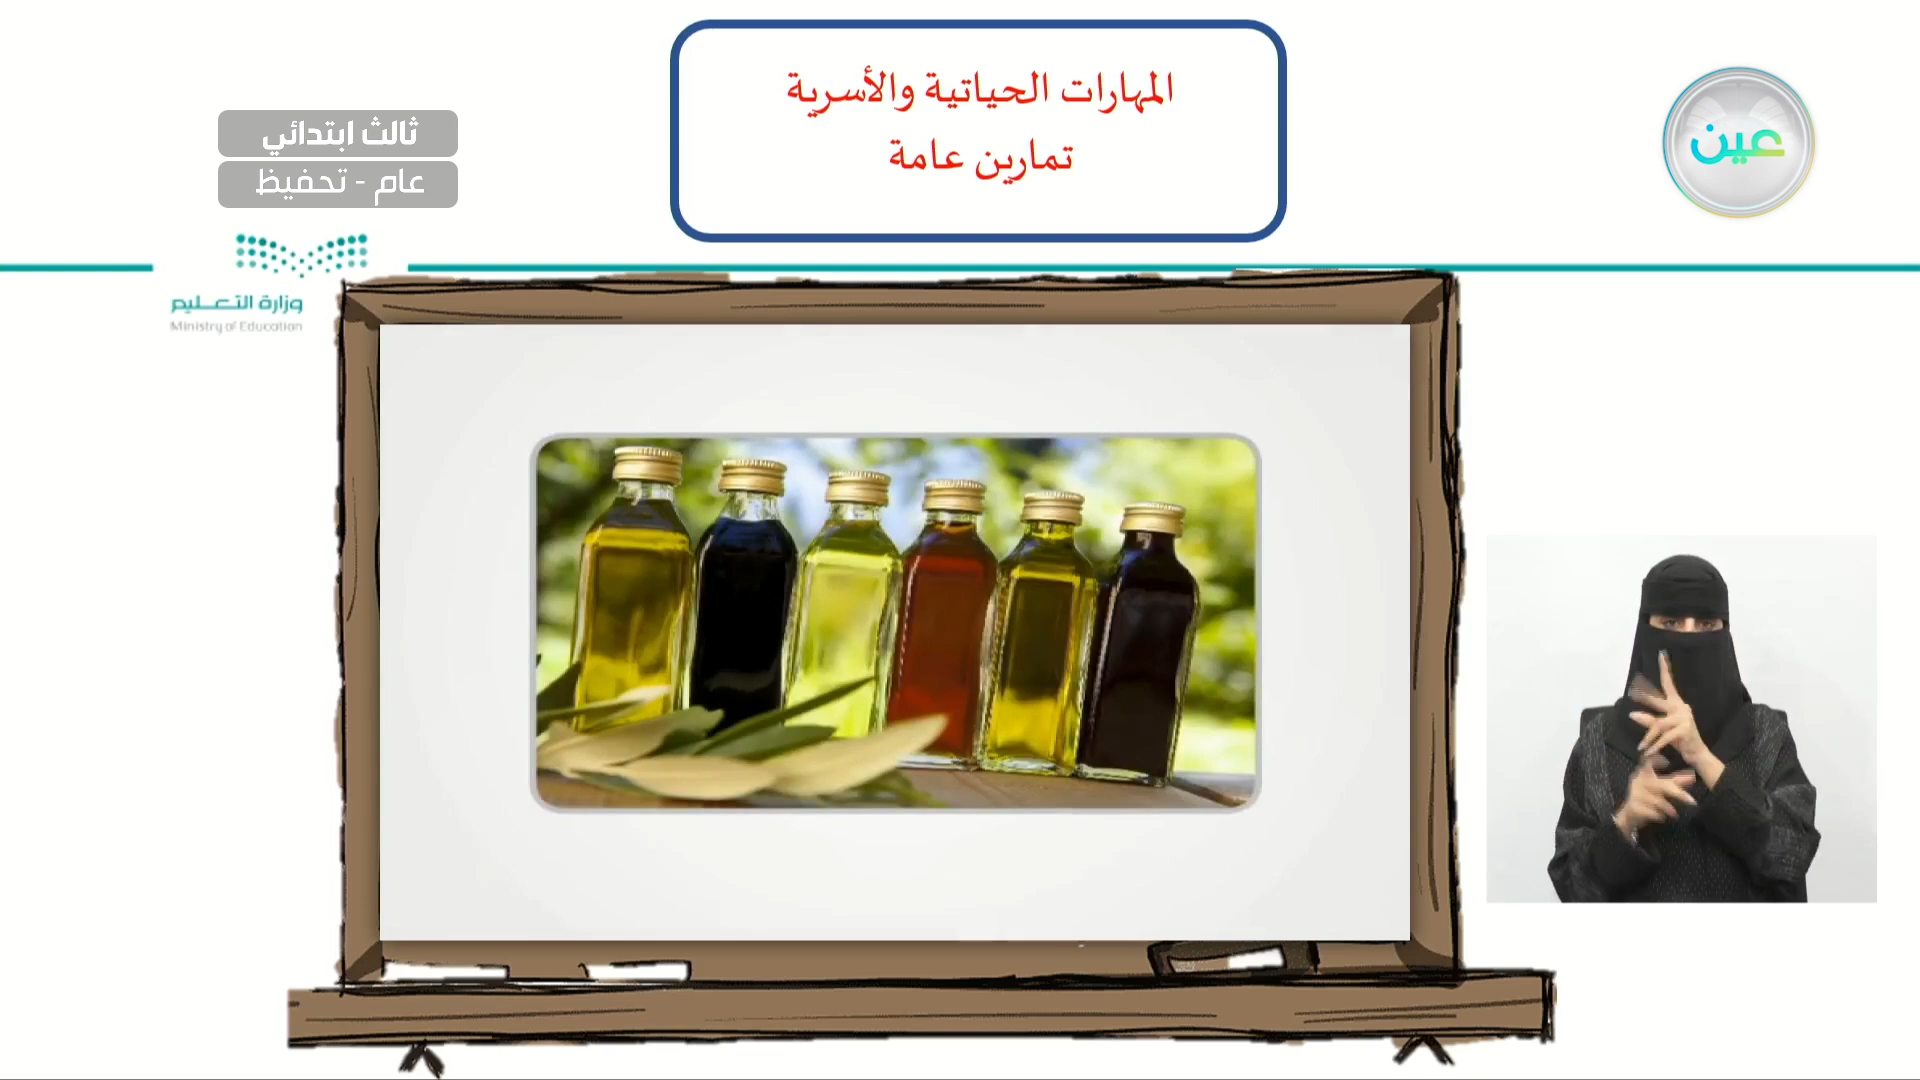 المهارات الحياتية والأسرية
تمارين عامة
عين
ثالث ابتدائي
عام - تحفيظ
وزارة التعليم
Ministry of Education